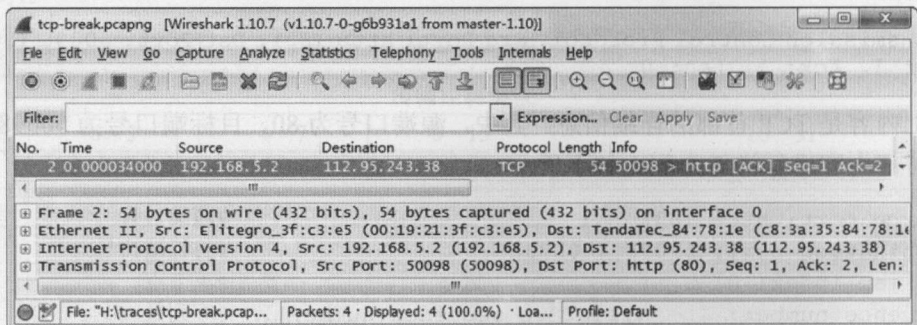 tcp-break.pcapng [Wireshark 1.10.7 (v1.10.7-0-g6b931a1 from master-1.10)]
File Edit View Go Capture Analyze Statistics Telephony Tools Internals Help
Filter: Expression... Clear Apply Save
No. Time Source Destination Protocol Length Info
2 0.000034000 192.168.5.2 112.95.243.38 TCP 54 50098 > http [ACK] Seq=1 Ack=2
Frame 2: 54 bytes on wire (432 bits), 54 bytes captured (432 bits) on interface 0
Ethernet II, Src: Elitegro_3f:c3:e5 (00:19:21:3f:c3:e5), Dst: TendaTec_84:78:1e (c8:3a:35:84:78:1e
Internet Protocol Version 4, Src: 192.168.5.2 (192.168.5.2), Dst: 112.95.243.38 (112.95.243.38)
Transmission Control Protocol, Src Port: 50098 (50098), Dst Port: http (80), Seq: 1, Ack: 2, Len:
File: "H:\traces\tcp-break.pcap... Packets: 4 · Displayed: 4 (100.0%) · Loa... Profile: Default